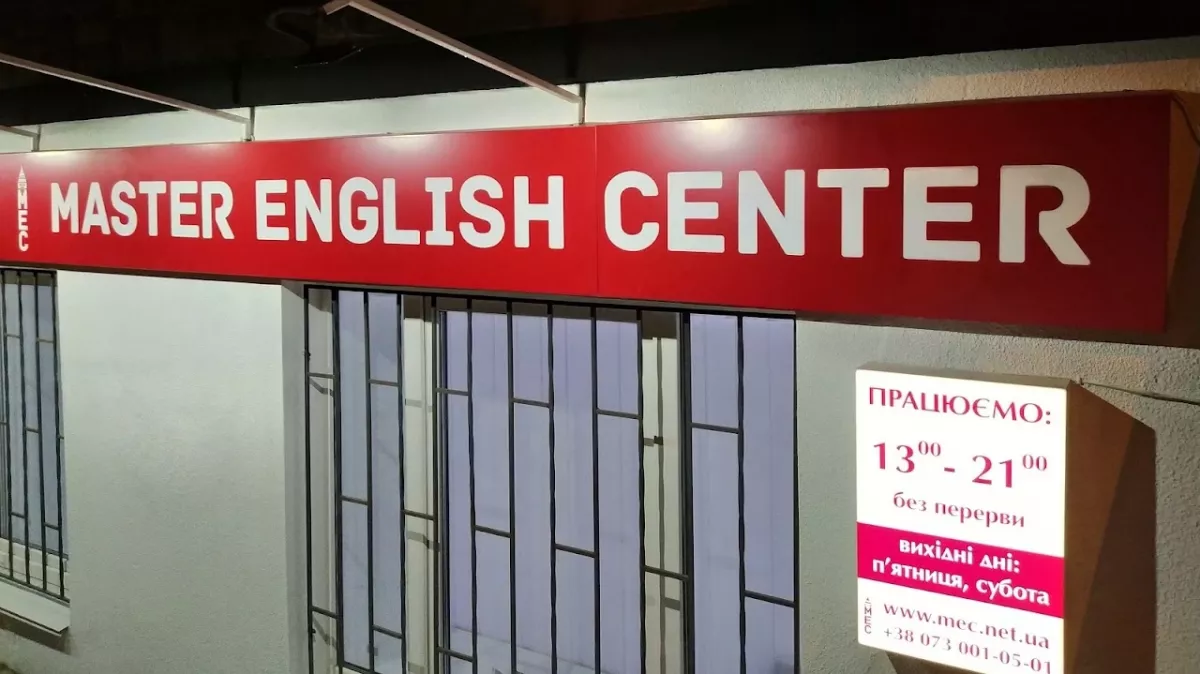 MEC
MASTER ENGLISH CENTER
ПРАЦЮЄМО:
13⁰⁰ - 21⁰⁰
без перерви
вихідні дні:
п'ятниця, субота
MEC
www.mec.net.ua
+38 073 001-05-01